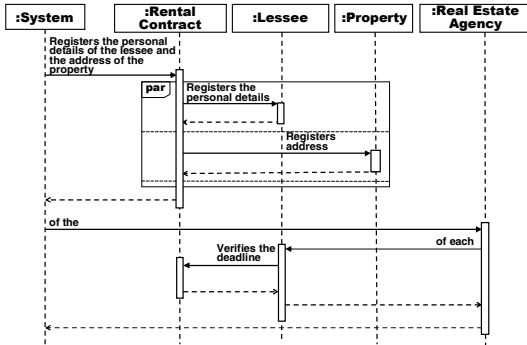 :System
:Rental
Contract
:Lessee
:Property
:Real Estate
Agency
Registers the personal
details of the lessee and
the address of the
property
par
Registers the
personal details
Registers
address
of the
of each
Verifies the
deadline